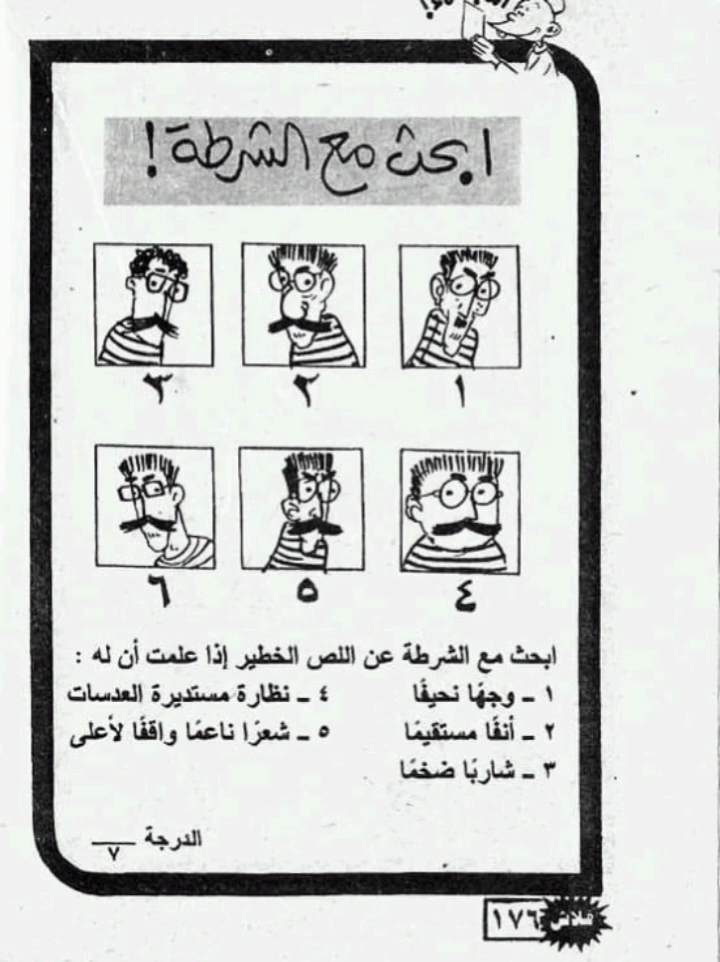 ابحث مع الشرطة!
١ ٢ ٣
٤ ٥ ٦
ابحث مع الشرطة عن اللص الخطير إذا علمت أن له :
١ ـ وجهًا نحيفًا ٤ ـ نظارة مستديرة العدسات
٢ ـ أنفًا مستقيمًا ٥ ـ شعرًا ناعمًا واقفًا لأعلى
٣ ـ شاربًا ضخمًا
الدرجة ___
٧
١٧٦ فلاش